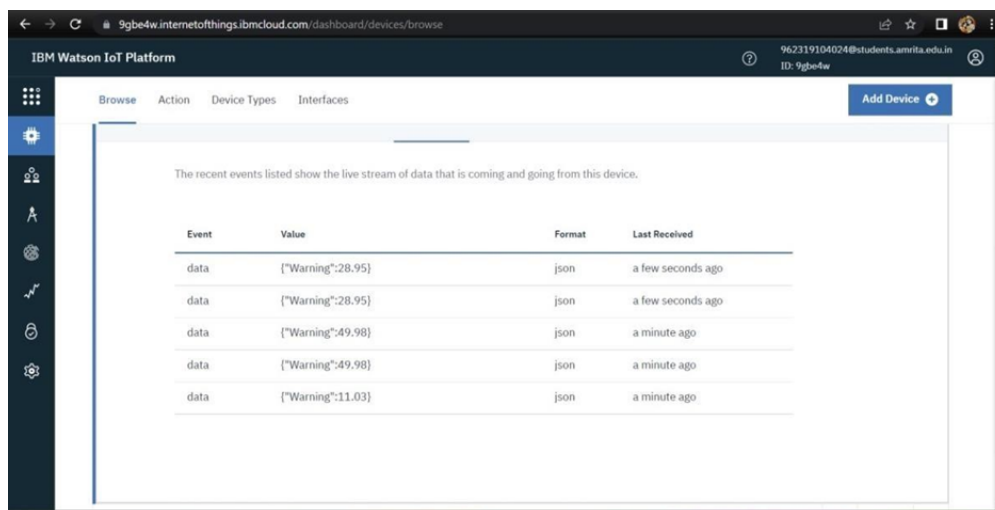 9gbe4w.internetofthings.ibmcloud.com/dashboard/devices/browse
IBM Watson IoT Platform
962319104024@students.amrita.edu.in
ID: 9gbe4w
Browse Action Device Types Interfaces Add Device
The recent events listed show the live stream of data that is coming and going from this device.
Event Value Format Last Received
data {"Warning":28.95} json a few seconds ago
data {"Warning":28.95} json a few seconds ago
data {"Warning":49.98} json a minute ago
data {"Warning":49.98} json a minute ago
data {"Warning":11.03} json a minute ago